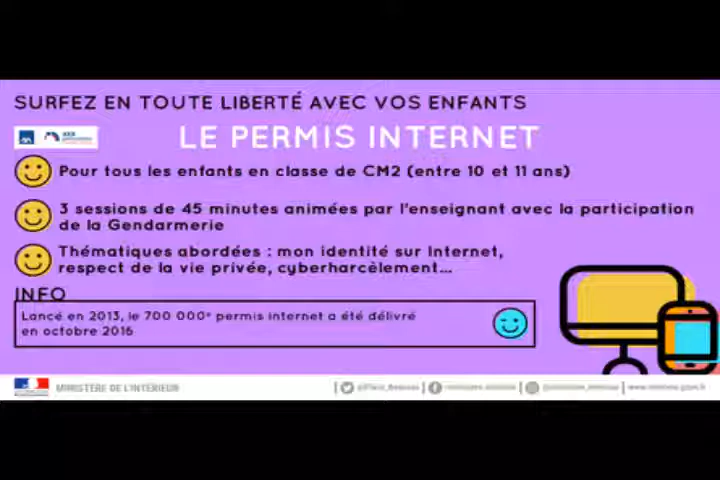 SURFEZ EN TOUTE LIBERTÉ AVEC VOS ENFANTS
AXA
LE PERMIS INTERNET
Pour tous les enfants en classe de CM2 (entre 10 et 11 ans)
3 sessions de 45 minutes animées par l'enseignant avec la participation
de la Gendarmerie
Thématiques abordées : mon identité sur Internet,
respect de la vie privée, cyberharcèlement...
INFO
Lancé en 2013, le 700 000e permis internet a été délivré
en octobre 2016
MINISTÈRE DE L'INTÉRIEUR